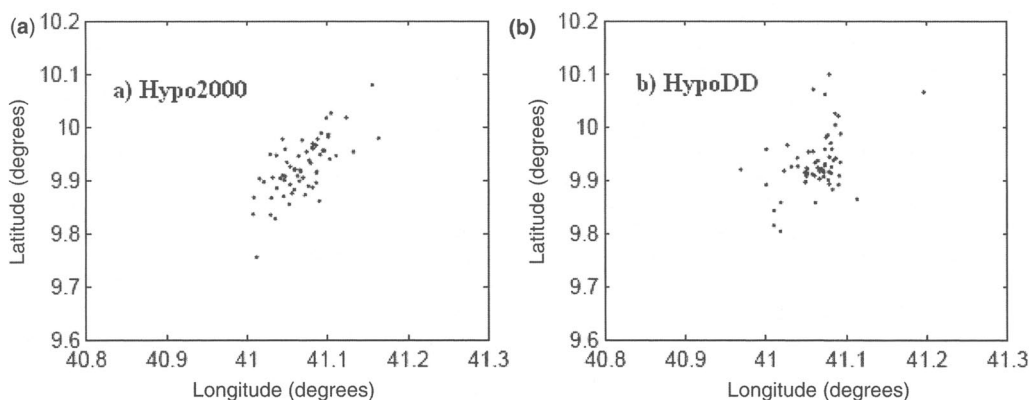 (a)
a) Hypo2000
10.2
10.1
10
9.9
9.8
9.7
9.6
40.8 40.9 41 41.1 41.2 41.3
Latitude (degrees)
Longitude (degrees)
(b)
b) HypoDD
10.2
10.1
10
9.9
9.8
9.7
9.6
40.8 40.9 41 41.1 41.2 41.3
Latitude (degrees)
Longitude (degrees)